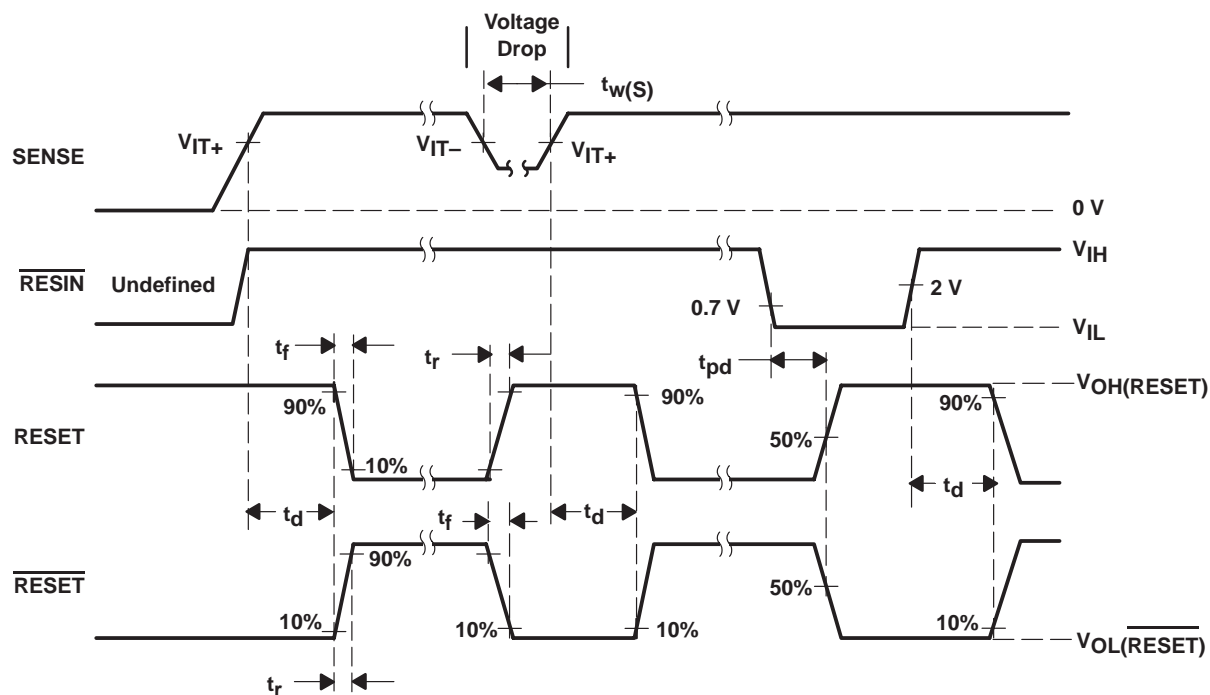 Voltage
Drop
tw(S)
VIT+
VIT–
VIT+
SENSE
0 V
RESIN
Undefined
VIH
2 V
0.7 V
VIL
tf
tr
tpd
VOH(RESET)
90%
90%
90%
RESET
50%
10%
td
tf
td
td
90%
RESET
50%
10%
10%
10%
10%
VOL(RESET)
tr